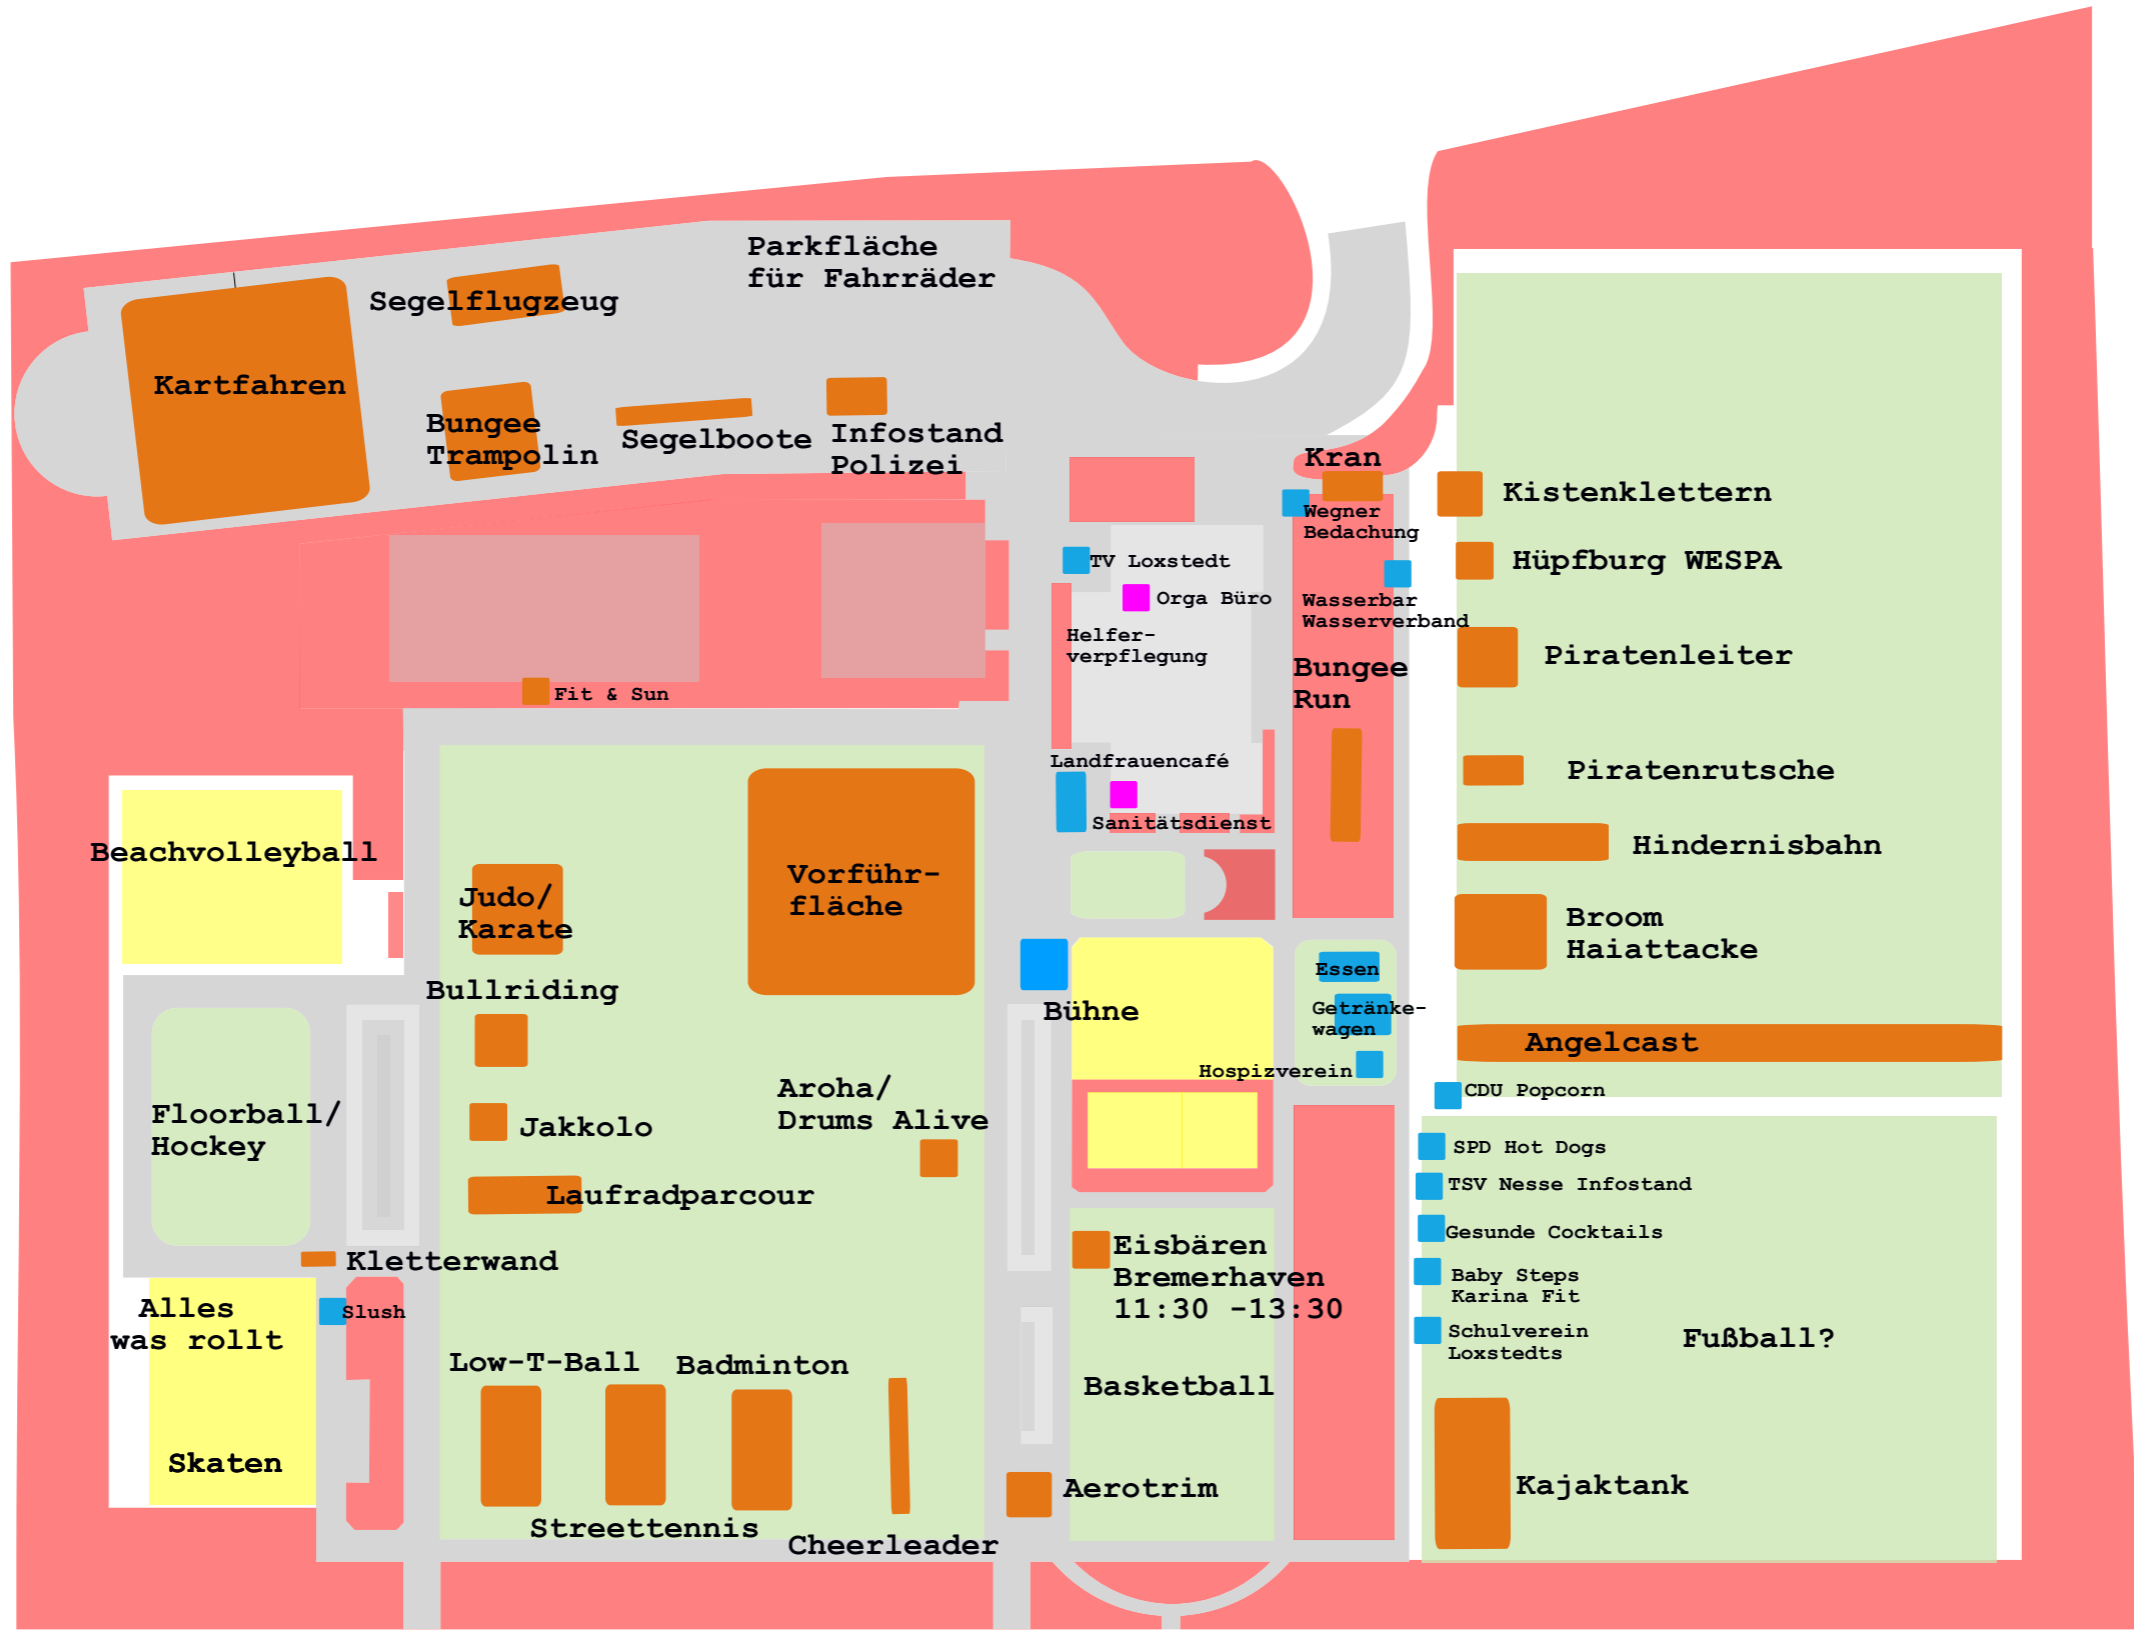 Parkfläche
für Fahrräder
Segelflugzeug
Kartfahren
Bungee
Trampolin
Segelboote
Infostand
Polizei
Kran
Wegner
Bedachung
Kistenklettern
TV Loxstedt
Hüpfburg WESPA
Orga Büro
Wasserbar
Wasserverband
Helfer-
verpflegung
Bungee
Run
Piratenleiter
Fit & Sun
Landfrauencafé
Piratenrutsche
Sanitätsdienst
Beachvolleyball
Hindernisbahn
Judo/
Karate
Vorführ-
fläche
Broom
Haiattacke
Essen
Bullriding
Bühne
Getränke-
wagen
Angelcast
Hospizverein
CDU Popcorn
Floorball/
Hockey
Aroha/
Drums Alive
Jakkolo
SPD Hot Dogs
TSV Nesse Infostand
Laufradparcour
Gesunde Cocktails
Kletterwand
Eisbären
Bremerhaven
11:30 -13:30
Baby Steps
Karina Fit
Alles
was rollt
Slush
Schulverein
Loxstedts
Fußball?
Low-T-Ball
Badminton
Basketball
Skaten
Aerotrim
Kajaktank
Streettennis
Cheerleader